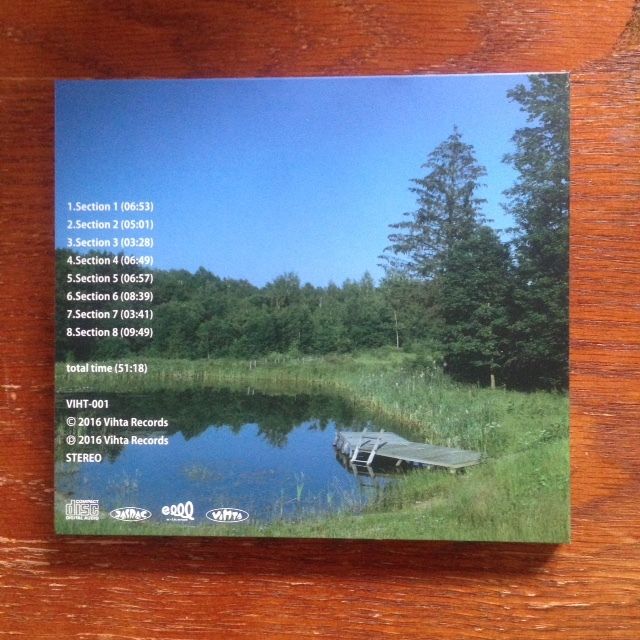 1.Section 1 (06:53)
2.Section 2 (05:01)
3.Section 3 (03:28)
4.Section 4 (06:49)
5.Section 5 (06:57)
6.Section 6 (08:39)
7.Section 7 (03:41)
8.Section 8 (09:49)
total time (51:18)
VIHT-001
© 2016 Vihta Records
℗ 2016 Vihta Records
STEREO
COMPACT
disc
DIGITAL AUDIO
JASRAC
VIHTA